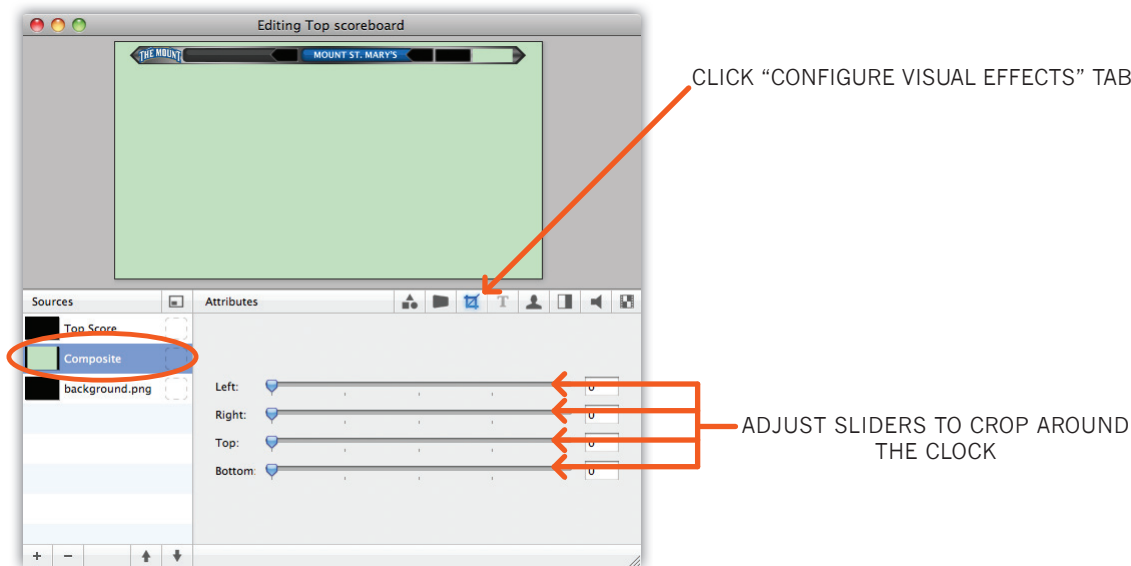 Editing Top scoreboard
THE MOUNT
MOUNT ST. MARY'S
CLICK “CONFIGURE VISUAL EFFECTS” TAB
Sources
Attributes
T
Top Score
Composite
background.png
Left: 0
Right: 0
Top: 0
Bottom: 0
ADJUST SLIDERS TO CROP AROUND
THE CLOCK